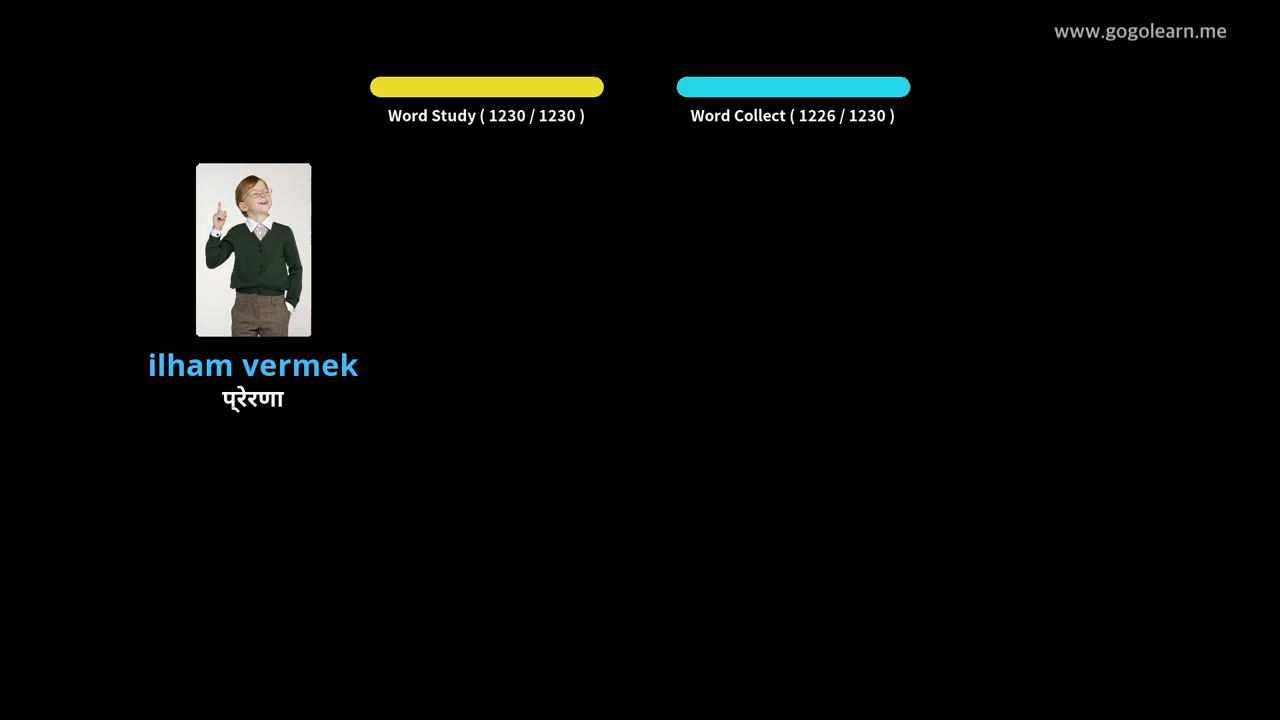 www.gogolearn.me
Word Study ( 1230 / 1230 )
Word Collect ( 1226 / 1230 )
ilham vermek
प्रेरणा